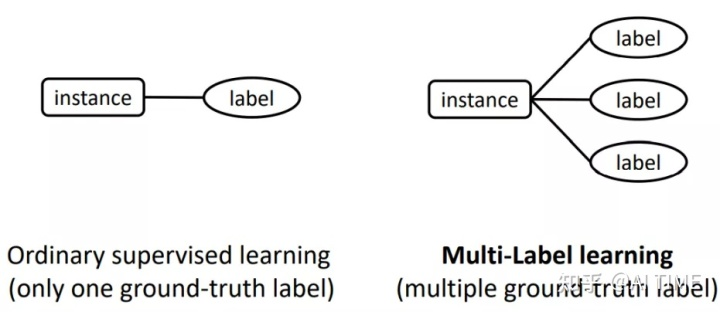 instance
label
instance
label
label
label
Ordinary supervised learning
(only one ground-truth label)
Multi-Label learning
(multiple ground-truth label)
知乎 @AI TIME